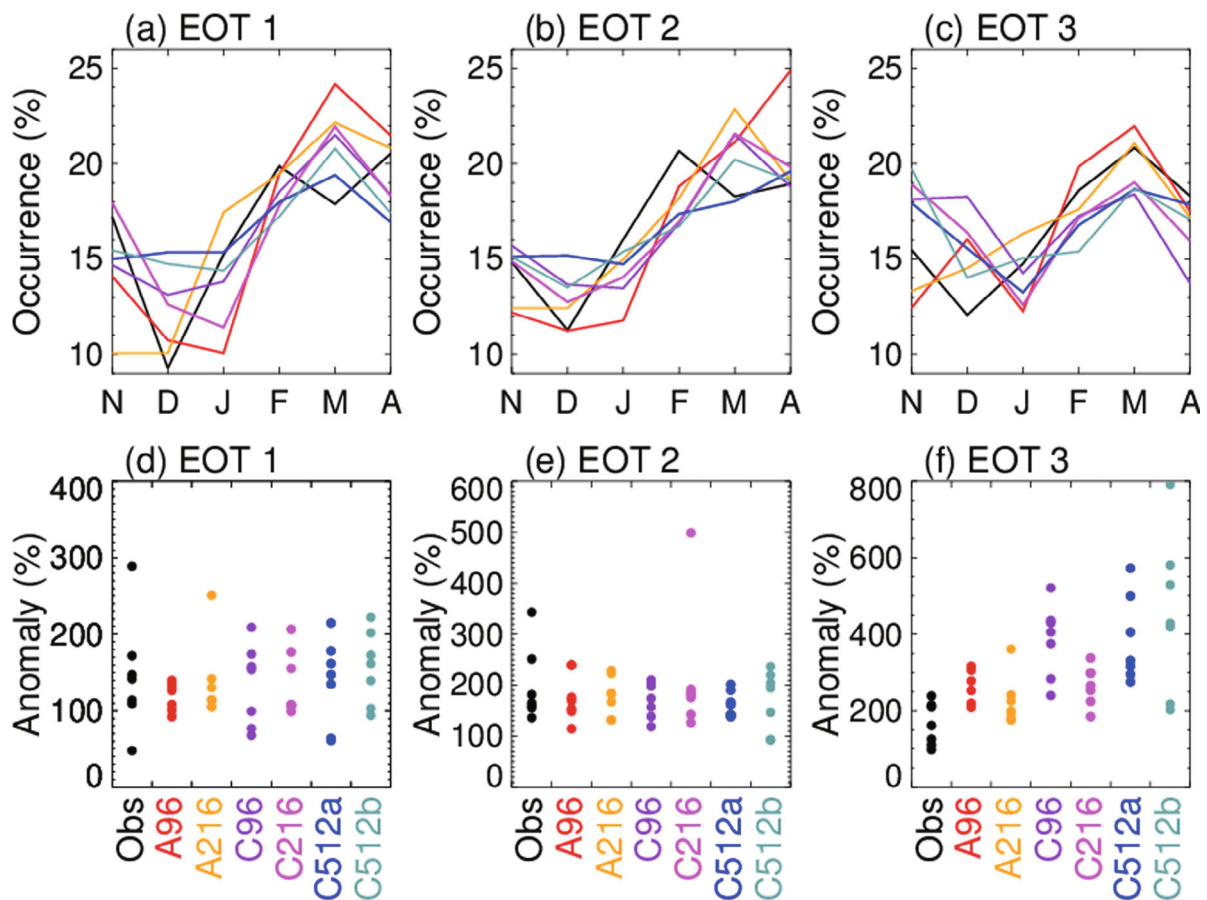 (a) EOT 1
(b) EOT 2
(c) EOT 3
Occurrence (%)
25
20
15
10
N D J F M A
Occurrence (%)
25
20
15
10
N D J F M A
Occurrence (%)
25
20
15
10
N D J F M A
(d) EOT 1
(e) EOT 2
(f) EOT 3
Anomaly (%)
400
300
200
100
0
Obs
A96
A216
C96
C216
C512a
C512b
Anomaly (%)
600
500
400
300
200
100
0
Obs
A96
A216
C96
C216
C512a
C512b
Anomaly (%)
800
600
400
200
0
Obs
A96
A216
C96
C216
C512a
C512b